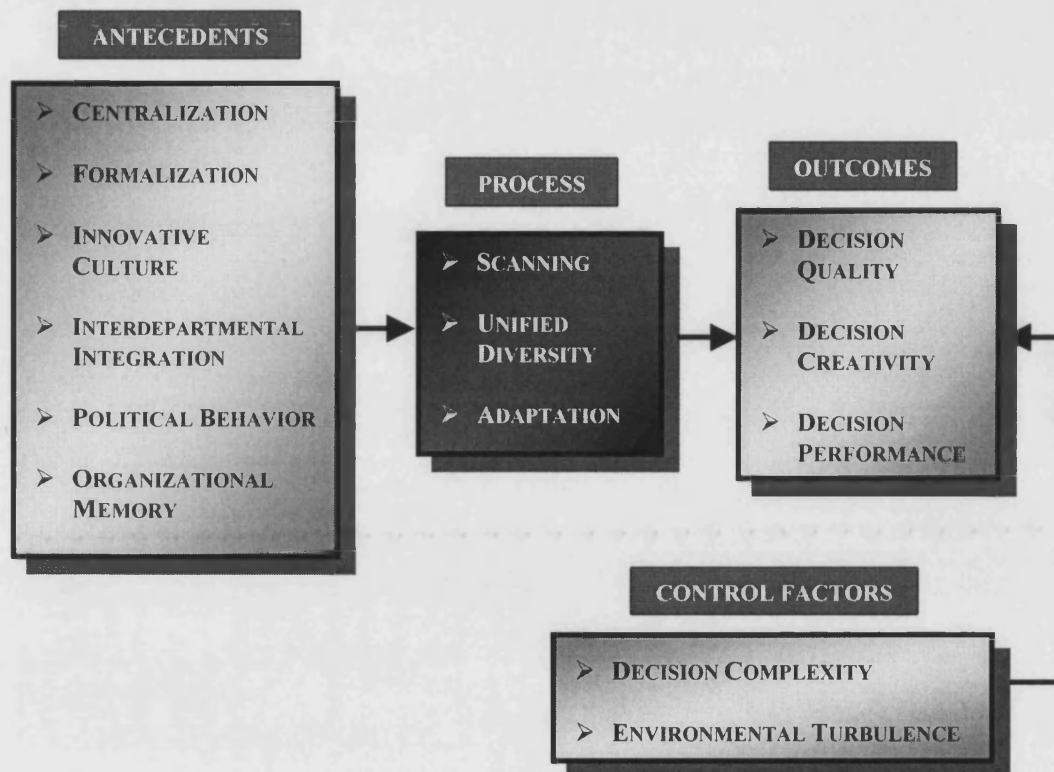 ANTECEDENTS
➢ CENTRALIZATION
➢ FORMALIZATION
➢ INNOVATIVE
CULTURE
➢ INTERDEPARTMENTAL
INTEGRATION
➢ POLITICAL BEHAVIOR
➢ ORGANIZATIONAL
MEMORY
PROCESS
➢ SCANNING
➢ UNIFIED
DIVERSITY
➢ ADAPTATION
OUTCOMES
➢ DECISION
QUALITY
➢ DECISION
CREATIVITY
➢ DECISION
PERFORMANCE
CONTROL FACTORS
➢ DECISION COMPLEXITY
➢ ENVIRONMENTAL TURBULENCE